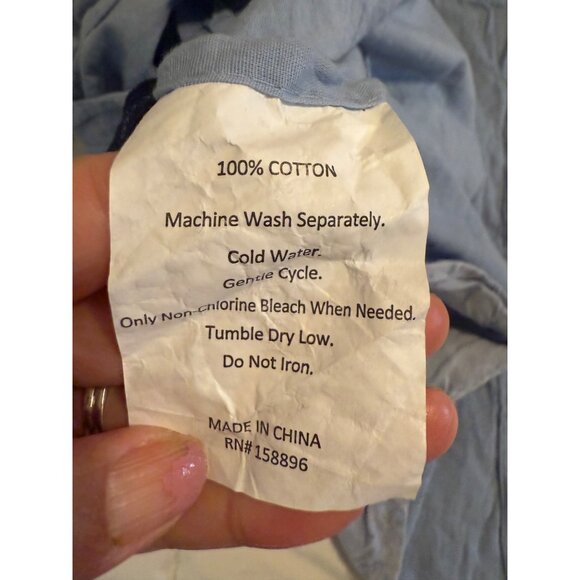 100% COTTON
Machine Wash Separately.
Cold Water.
Gentle Cycle.
Only Non-Chlorine Bleach When Needed.
Tumble Dry Low.
Do Not Iron.
MADE IN CHINA
RN# 158896